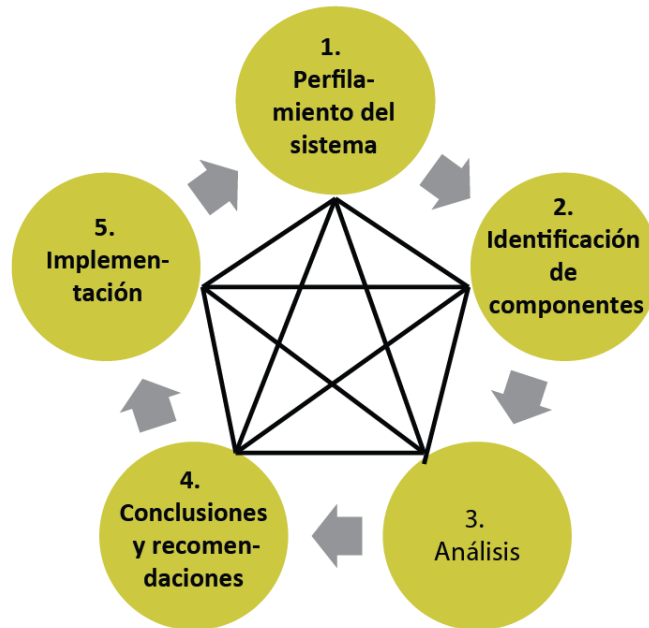 1.
Perfila-
miento del
sistema
2.
Identificación
de
componentes
3.
Análisis
4.
Conclusiones
y recomen-
daciones
5.
Implemen-
tación